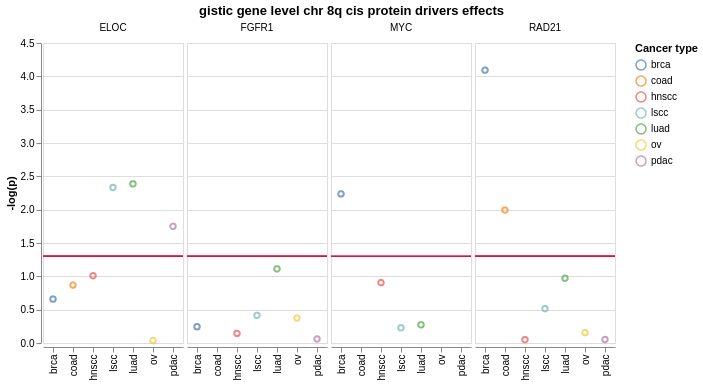 gistic gene level chr 8q cis protein drivers effects
ELOC FGFR1 MYC RAD21
Cancer type
brca
coad
hnscc
lscc
luad
ov
pdac
-log(p)
4.5
4.0
3.5
3.0
2.5
2.0
1.5
1.0
0.5
0.0
brca coad hnscc lscc luad ov pdac brca coad hnscc lscc luad ov pdac brca coad hnscc lscc luad ov pdac brca coad hnscc lscc luad ov pdac